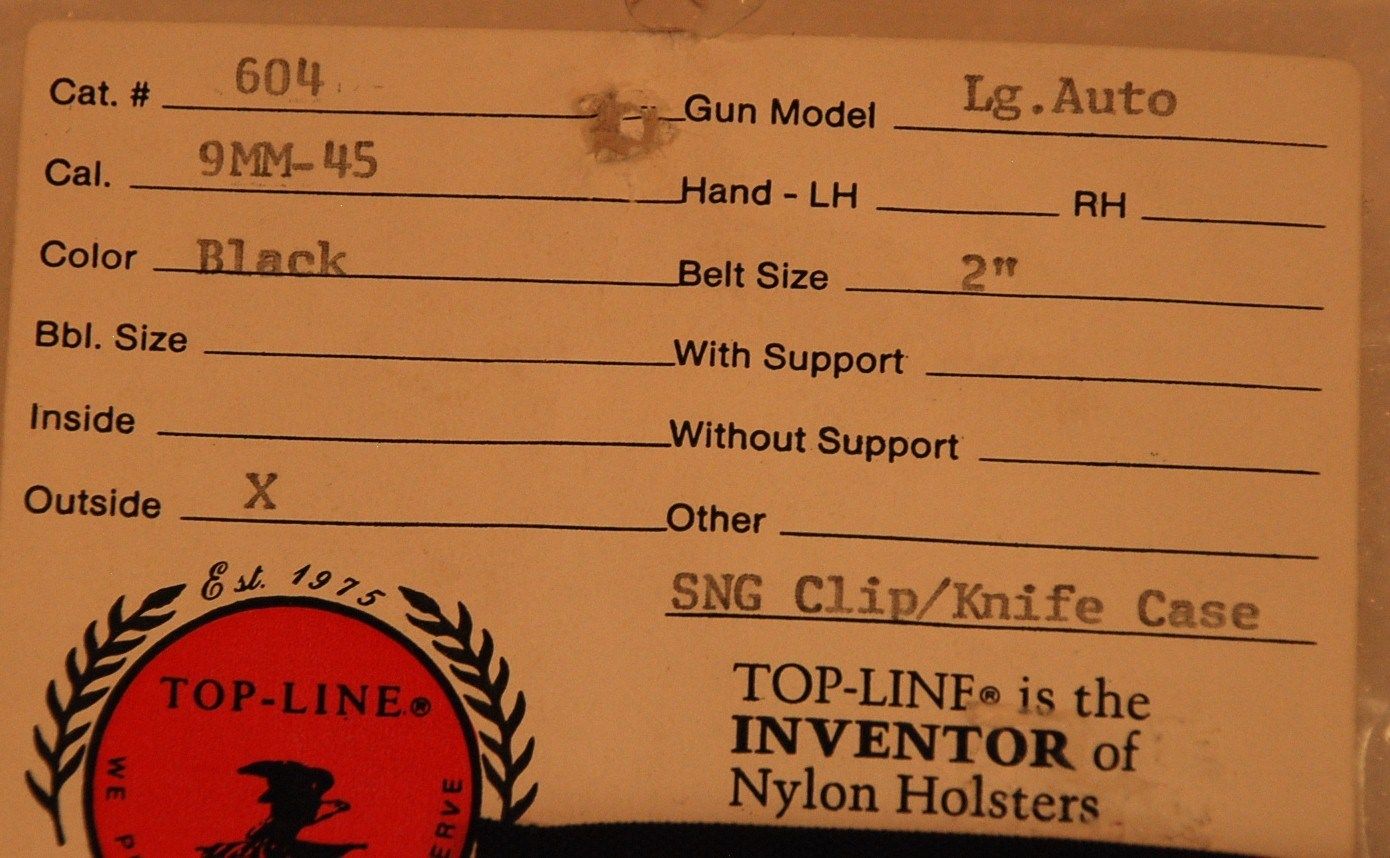 Cat. # 604 Gun Model Lg.Auto
Cal. 9MM-45 Hand - LH RH
Color Black Belt Size 2"
Bbl. Size With Support
Inside Without Support
Outside X Other
SNG Clip/Knife Case
Est. 1975
TOP-LINE®
WE
TOP-LINE® is the
INVENTOR of
Nylon Holsters